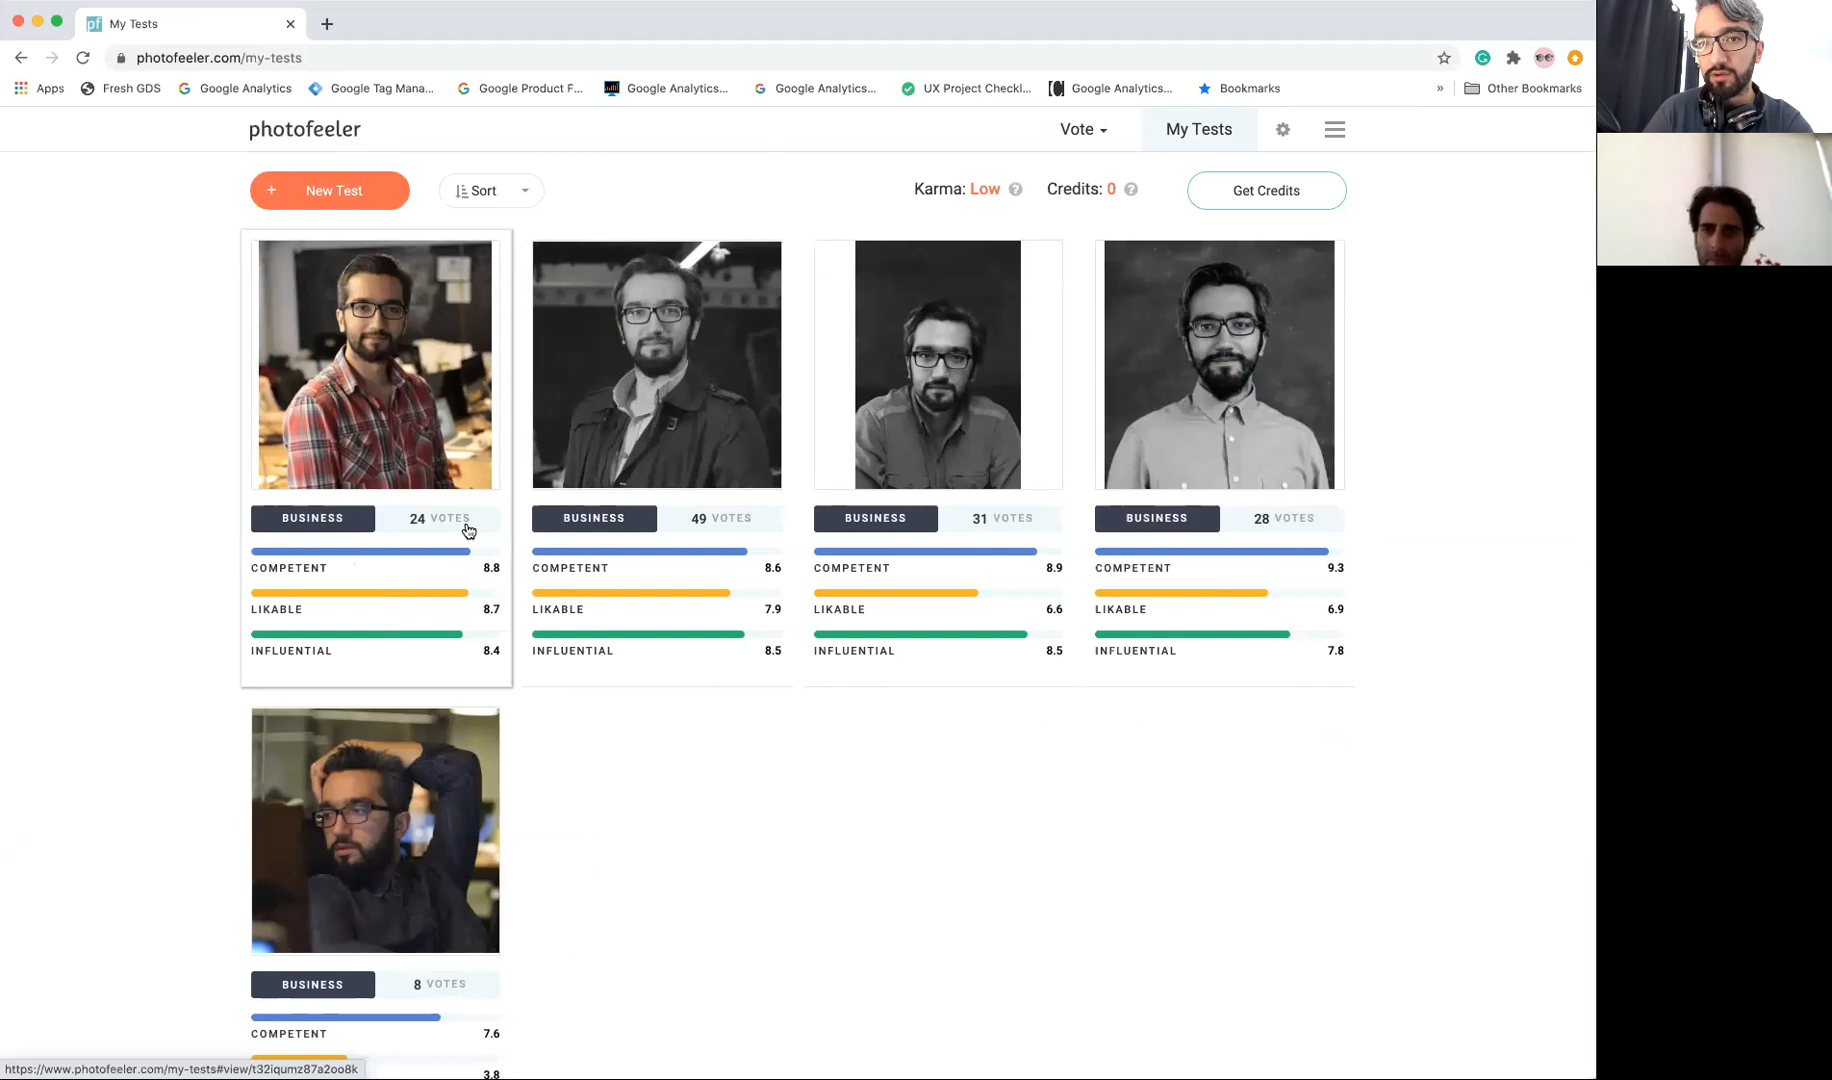 My Tests
photofeeler.com/my-tests
Apps Fresh GDS Google Analytics Google Tag Mana... Google Product F... Google Analytics... Google Analytics... UX Project Checkl... Google Analytics... Bookmarks » Other Bookmarks
photofeeler Vote My Tests
+ New Test Sort Karma: Low ? Credits: 0 ? Get Credits
BUSINESS 24 VOTES BUSINESS 49 VOTES BUSINESS 31 VOTES BUSINESS 28 VOTES
COMPETENT 8.8 COMPETENT 8.6 COMPETENT 8.9 COMPETENT 9.3
LIKABLE 8.7 LIKABLE 7.9 LIKABLE 6.6 LIKABLE 6.9
INFLUENTIAL 8.4 INFLUENTIAL 8.5 INFLUENTIAL 8.5 INFLUENTIAL 7.8
BUSINESS 8 VOTES
COMPETENT 7.6
3.8
https://www.photofeeler.com/my-tests#view/t32iqumz87a2oo8k